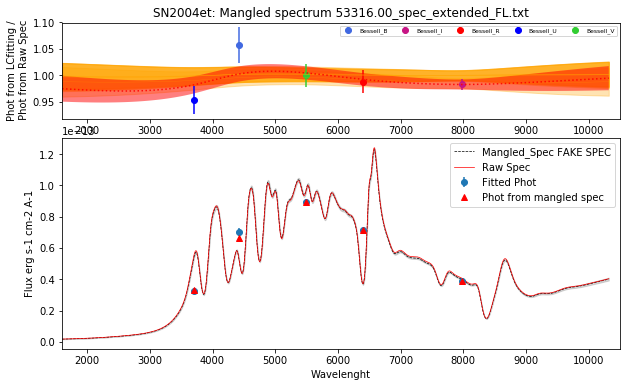 SN2004et: Mangled spectrum 53316.00_spec_extended_FL.txt
Phot from LCfitting /
Phot from Raw Spec
1.10
1.05
1.00
0.95
Bessell_B
Bessell_I
Bessell_R
Bessell_U
Bessell_V
2000 3000 4000 5000 6000 7000 8000 9000 10000
Flux erg s-1 cm-2 A-1
1.2
1.0
0.8
0.6
0.4
0.2
0.0
Mangled_Spec FAKE SPEC
Raw Spec
Fitted Phot
Phot from mangled spec
2000 3000 4000 5000 6000 7000 8000 9000 10000
Wavelenght